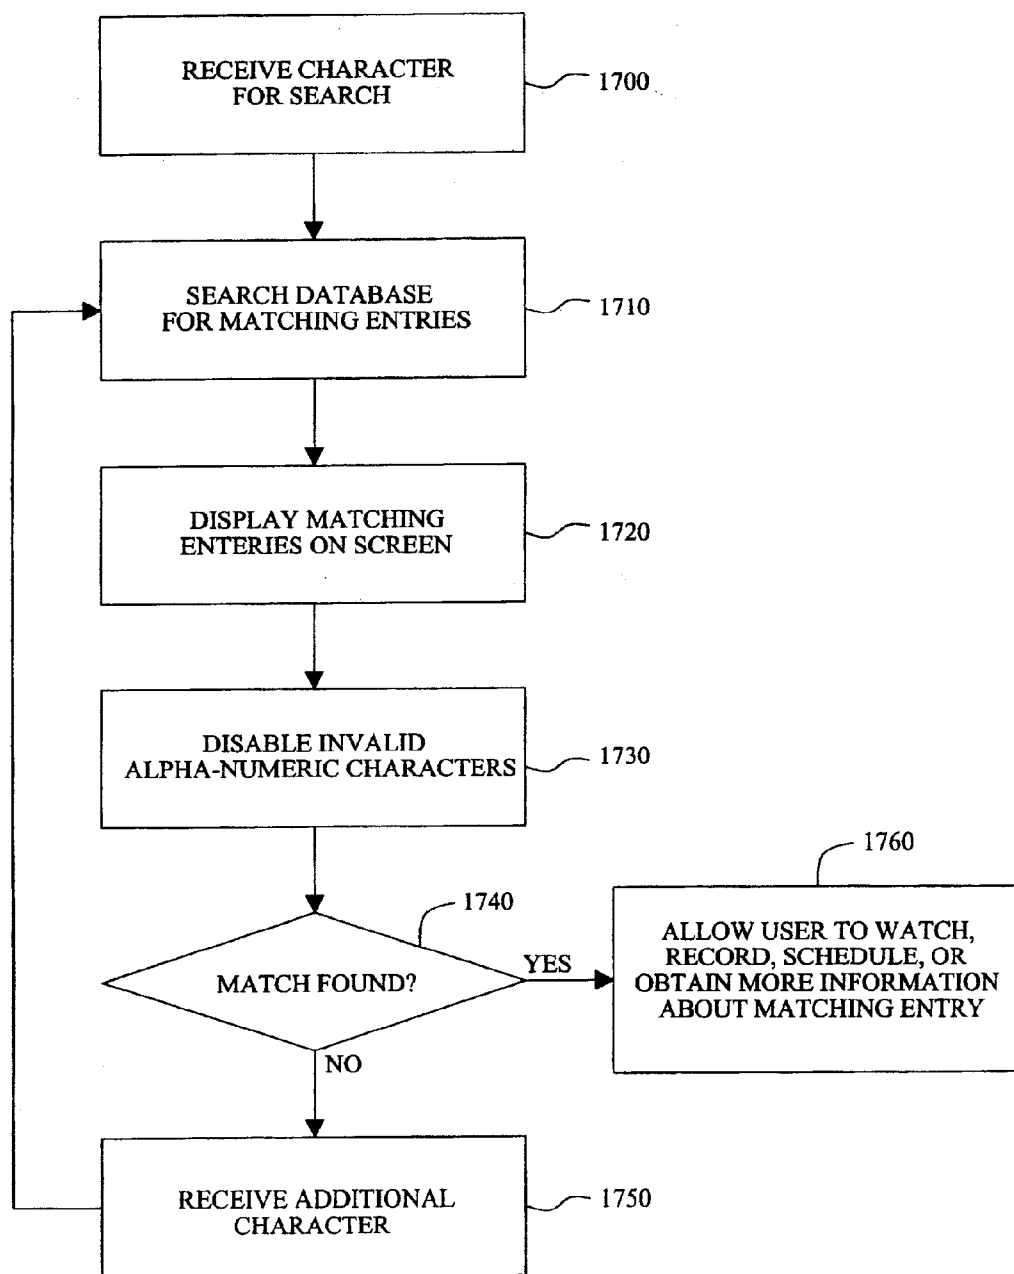 RECEIVE CHARACTER
FOR SEARCH
1700
SEARCH DATABASE
FOR MATCHING ENTRIES
1710
DISPLAY MATCHING
ENTERIES ON SCREEN
1720
DISABLE INVALID
ALPHA-NUMERIC CHARACTERS
1730
1740
MATCH FOUND?
YES
NO
1760
ALLOW USER TO WATCH,
RECORD, SCHEDULE, OR
OBTAIN MORE INFORMATION
ABOUT MATCHING ENTRY
RECEIVE ADDITIONAL
CHARACTER
1750